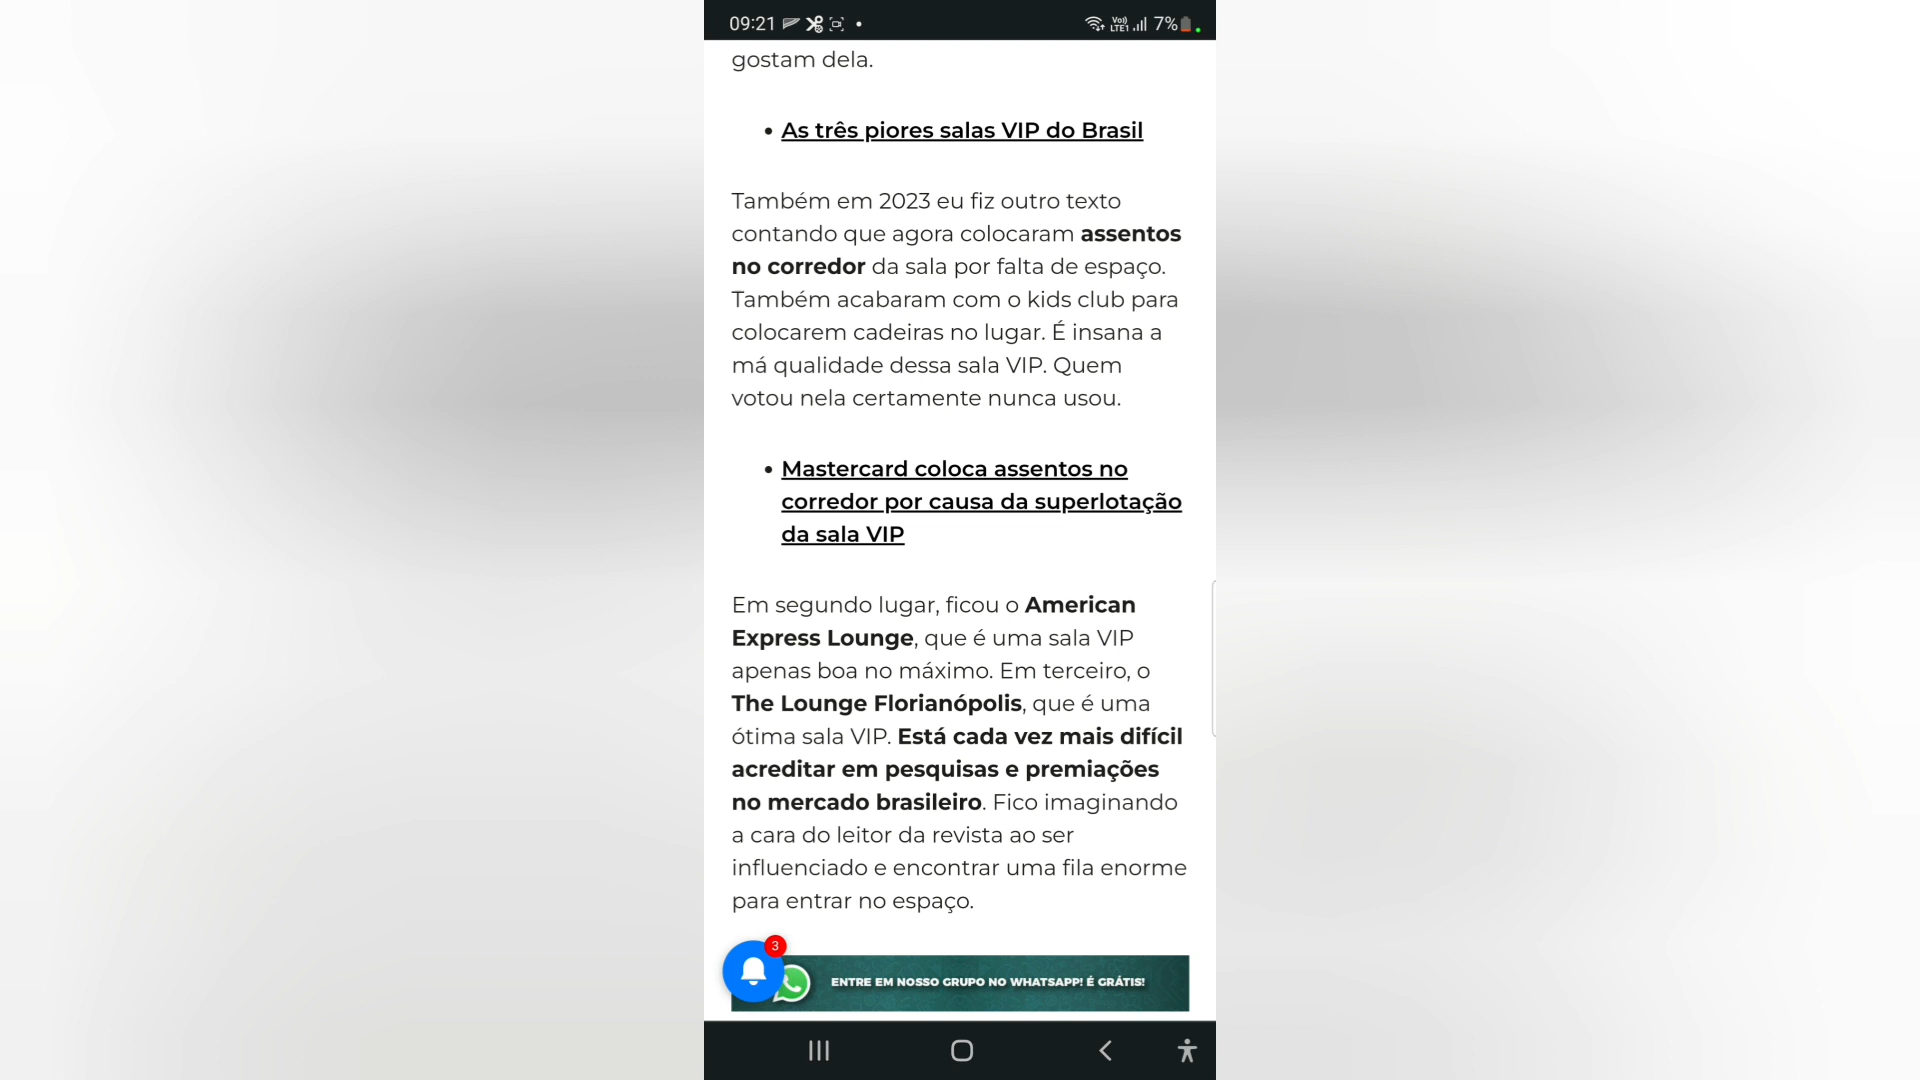 09:21
Vo)) LTE1 7%
gostam dela.
• As três piores salas VIP do Brasil
Também em 2023 eu fiz outro texto
contando que agora colocaram assentos
no corredor da sala por falta de espaço.
Também acabaram com o kids club para
colocarem cadeiras no lugar. É insana a
má qualidade dessa sala VIP. Quem
votou nela certamente nunca usou.
• Mastercard coloca assentos no
corredor por causa da superlotação
da sala VIP
Em segundo lugar, ficou o American
Express Lounge, que é uma sala VIP
apenas boa no máximo. Em terceiro, o
The Lounge Florianópolis, que é uma
ótima sala VIP. Está cada vez mais difícil
acreditar em pesquisas e premiações
no mercado brasileiro. Fico imaginando
a cara do leitor da revista ao ser
influenciado e encontrar uma fila enorme
para entrar no espaço.
3
ENTRE EM NOSSO GRUPO NO WHATSAPP! É GRÁTIS!